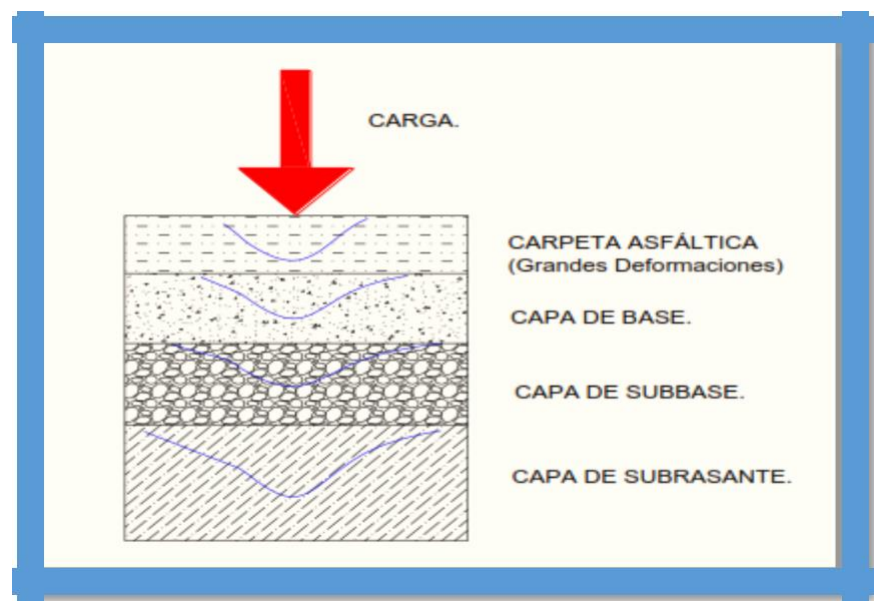 CARGA.
CARPETA ASFÁLTICA
(Grandes Deformaciones)
CAPA DE BASE.
CAPA DE SUBBASE.
CAPA DE SUBRASANTE.